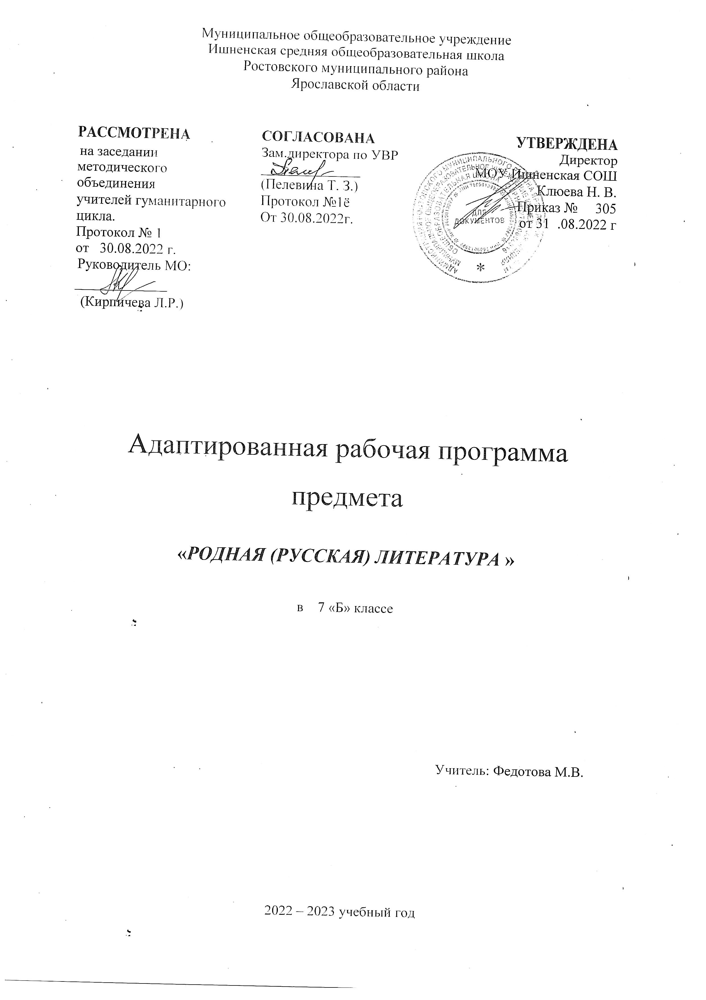 Муниципальное общеобразовательное учреждение
Ишненская средняя общеобразовательная школа
Ростовского муниципального района
Ярославской области
РАССМОТРЕНА
на заседании
методического
объединения
учителей гуманитарного
цикла.
Протокол № 1
от 30.08.2022 г.
Руководитель МО:
(Кирпичева Л.Р.)
СОГЛАСОВАНА
Зам.директора по УВР
(Пелевина Т. З.)
Протокол №1ё
От 30.08.2022г.
УТВЕРЖДЕНА
Директор
МОУ Ишненская СОШ
Клюева Н. В.
Приказ № 305
от 31 .08.2022 г
ДЛЯ
ДОКУМЕНТОВ
Адаптированная рабочая программа
предмета
«РОДНАЯ (РУССКАЯ) ЛИТЕРАТУРА »
в 7 «Б» классе
Учитель: Федотова М.В.
2022 – 2023 учебный год